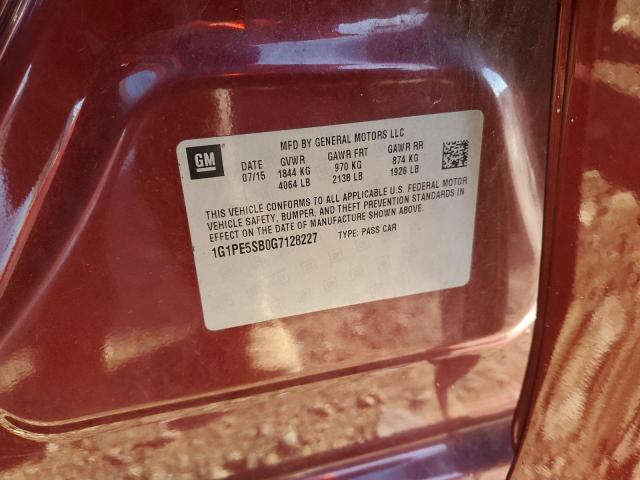 MFD BY GENERAL MOTORS LLC
GM
DATE GVWR GAWR FRT GAWR RR
07/15 1844 KG 970 KG 874 KG
4064 LB 2138 LB 1926 LB
THIS VEHICLE CONFORMS TO ALL APPLICABLE U.S. FEDERAL MOTOR
VEHICLE SAFETY, BUMPER, AND THEFT PREVENTION STANDARDS IN
EFFECT ON THE DATE OF MANUFACTURE SHOWN ABOVE.
1G1PE5SB0G7128227 TYPE: PASS CAR